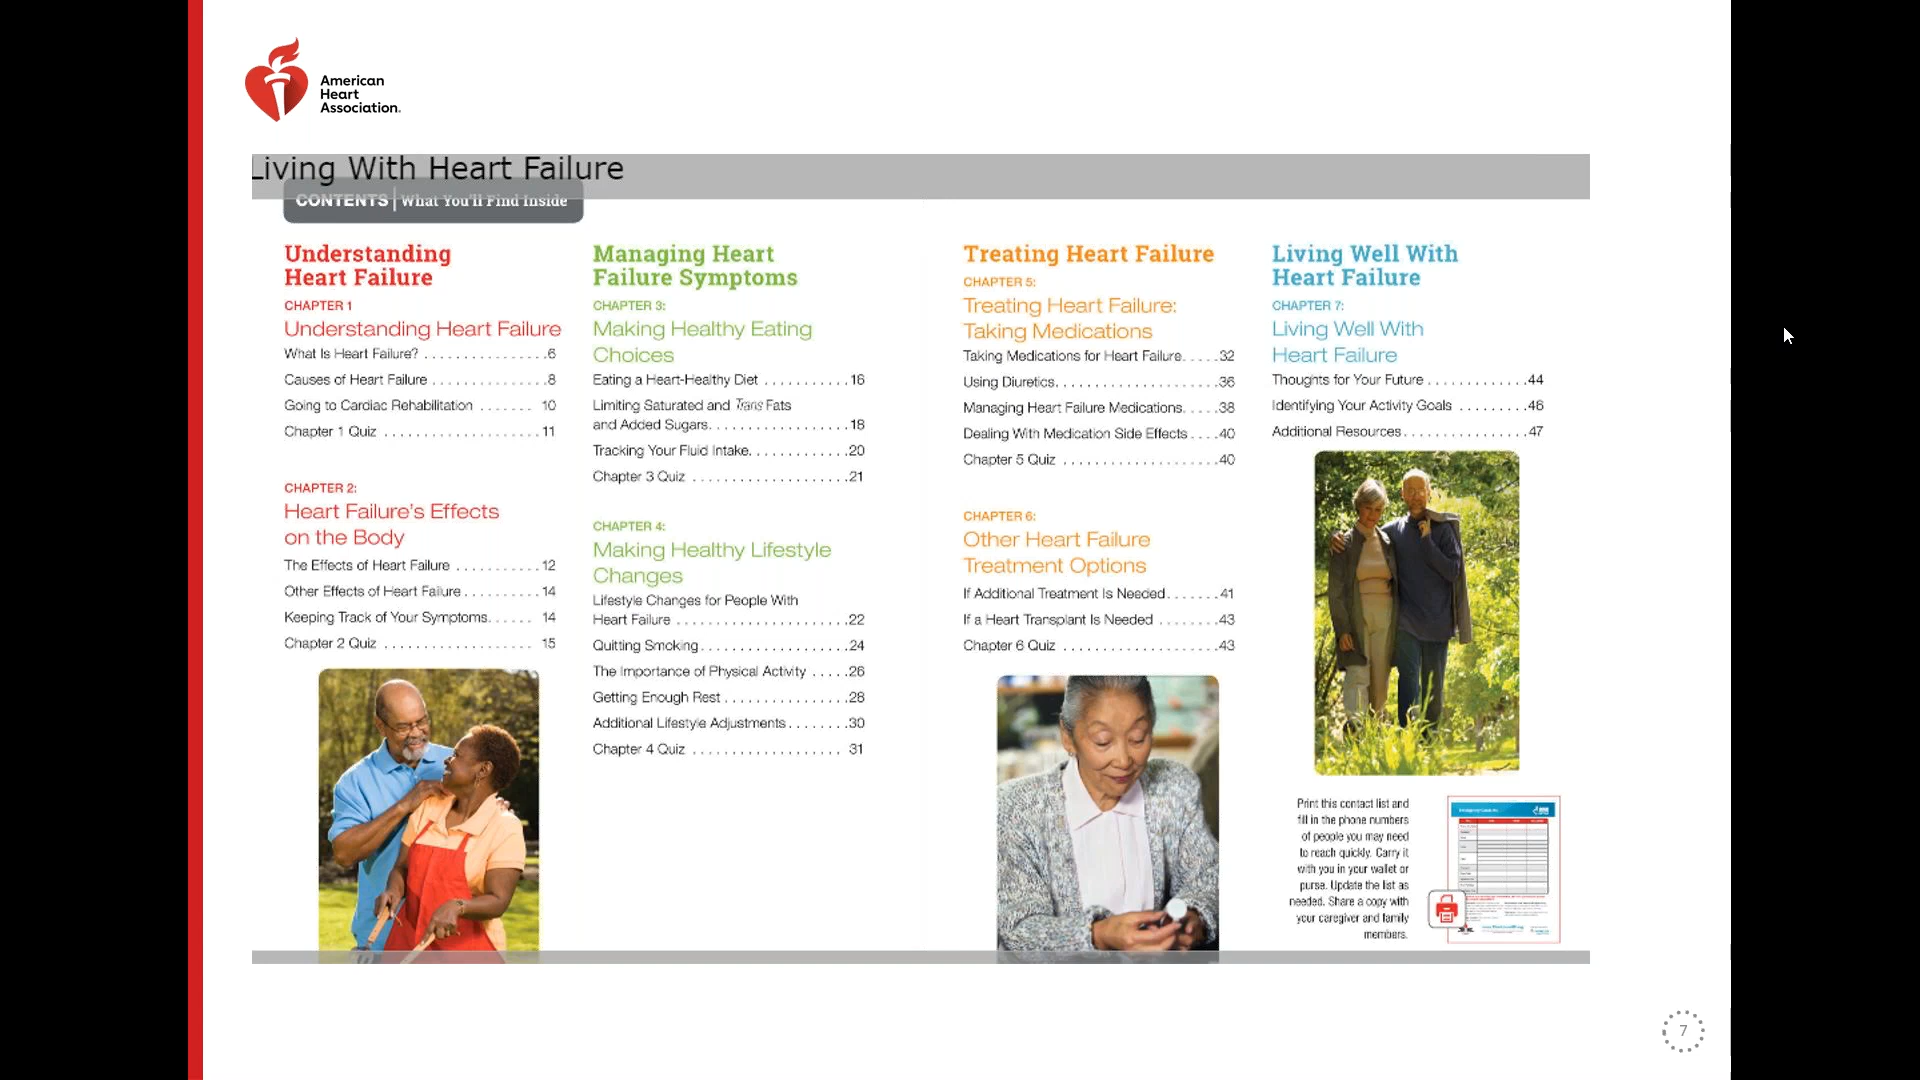 American
Heart
Association.
Living With Heart Failure
CONTENTS | What You'll Find Inside
Understanding
Heart Failure
CHAPTER 1
Understanding Heart Failure
What Is Heart Failure? . . . . . . . . . . . . . . .6
Causes of Heart Failure . . . . . . . . . . . . . .8
Going to Cardiac Rehabilitation . . . . . . . 10
Chapter 1 Quiz . . . . . . . . . . . . . . . . . . . 11
CHAPTER 2:
Heart Failure's Effects
on the Body
The Effects of Heart Failure . . . . . . . . . . 12
Other Effects of Heart Failure . . . . . . . . . 14
Keeping Track of Your Symptoms. . . . . . 14
Chapter 2 Quiz . . . . . . . . . . . . . . . . . . 15
Managing Heart
Failure Symptoms
CHAPTER 3:
Making Healthy Eating
Choices
Eating a Heart-Healthy Diet . . . . . . . . . . .16
Limiting Saturated and Trans Fats
and Added Sugars. . . . . . . . . . . . . . . . . .18
Tracking Your Fluid Intake. . . . . . . . . . . . .20
Chapter 3 Quiz . . . . . . . . . . . . . . . . . . . .21
CHAPTER 4:
Making Healthy Lifestyle
Changes
Lifestyle Changes for People With
Heart Failure . . . . . . . . . . . . . . . . . . . . . .22
Quitting Smoking . . . . . . . . . . . . . . . . . . .24
The Importance of Physical Activity . . . . .26
Getting Enough Rest . . . . . . . . . . . . . . . .28
Additional Lifestyle Adjustments . . . . . . . .30
Chapter 4 Quiz . . . . . . . . . . . . . . . . . . . 31
Treating Heart Failure
CHAPTER 5:
Treating Heart Failure:
Taking Medications
Taking Medications for Heart Failure. . . . .32
Using Diuretics. . . . . . . . . . . . . . . . . . . . .36
Managing Heart Failure Medications. . . . .38
Dealing With Medication Side Effects . . . .40
Chapter 5 Quiz . . . . . . . . . . . . . . . . . . . .40
CHAPTER 6:
Other Heart Failure
Treatment Options
If Additional Treatment Is Needed. . . . . . .41
If a Heart Transplant Is Needed . . . . . . . .43
Chapter 6 Quiz . . . . . . . . . . . . . . . . . . . .43
Living Well With
Heart Failure
CHAPTER 7:
Living Well With
Heart Failure
Thoughts for Your Future . . . . . . . . . . . . .44
Identifying Your Activity Goals . . . . . . . . .46
Additional Resources . . . . . . . . . . . . . . . .47
Print this contact list and
fill in the phone numbers
of people you may need
to reach quickly. Carry it
with you in your wallet or
purse. Update the list as
needed. Share a copy with
your caregiver and family
members.
7